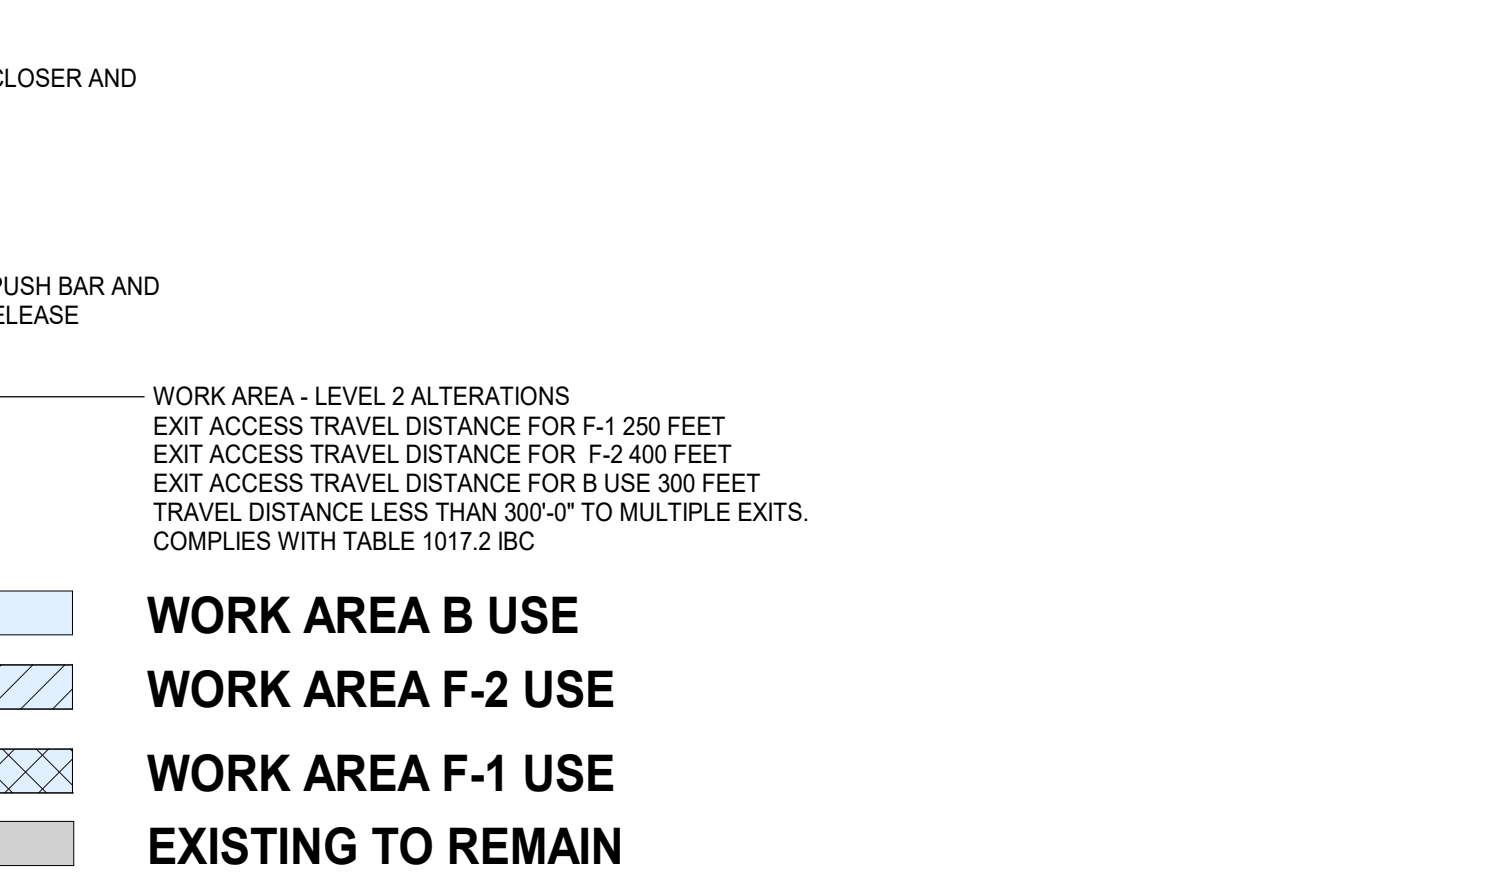 CLOSER AND
PUSH BAR AND
ELEASE
WORK AREA - LEVEL 2 ALTERATIONS
EXIT ACCESS TRAVEL DISTANCE FOR F-1 250 FEET
EXIT ACCESS TRAVEL DISTANCE FOR  F-2 400 FEET
EXIT ACCESS TRAVEL DISTANCE FOR B USE 300 FEET
TRAVEL DISTANCE LESS THAN 300'-0" TO MULTIPLE EXITS.
COMPLIES WITH TABLE 1017.2 IBC
WORK AREA B USE
WORK AREA F-2 USE
WORK AREA F-1 USE
EXISTING TO REMAIN